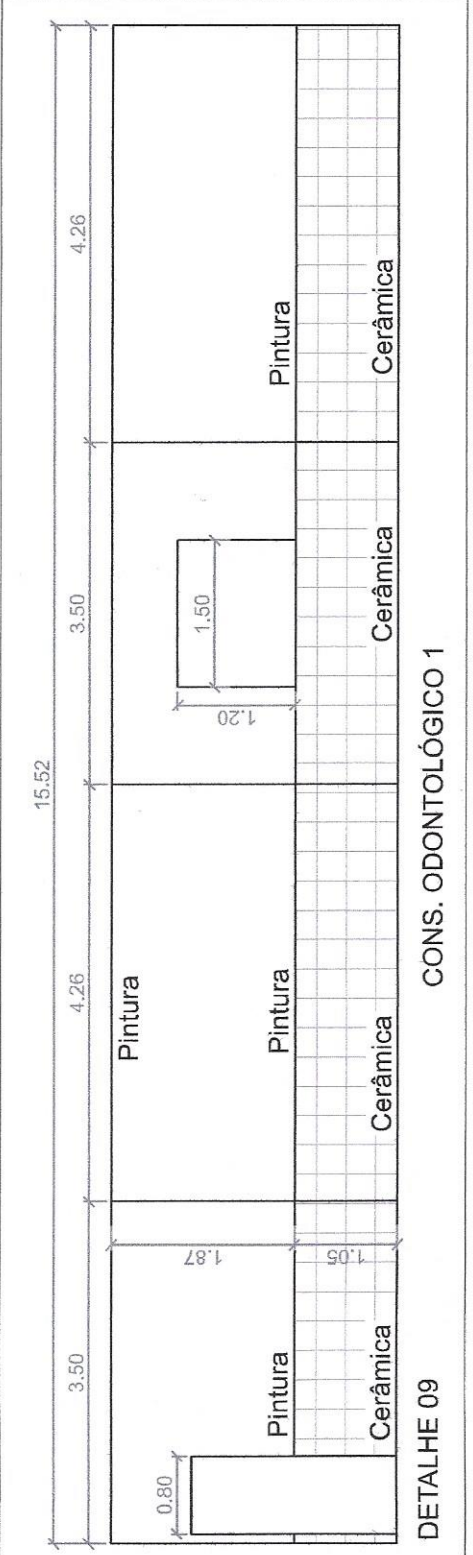 15.52
3.50
4.26
3.50
4.26
0.80
1.87
1.05
1.50
1.20
Pintura
Pintura
Pintura
Pintura
Cerâmica
Cerâmica
Cerâmica
Cerâmica
DETALHE 09
CONS. ODONTOLÓGICO 1